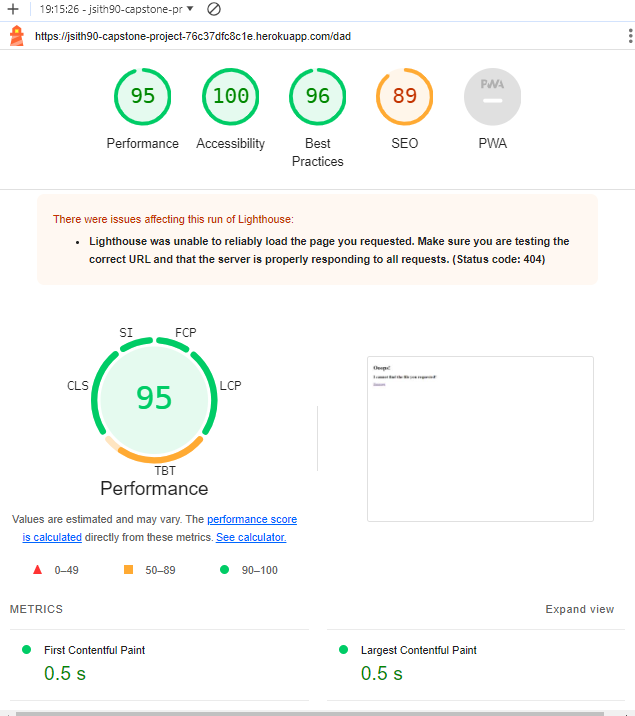 19:15:26 - jsith90-capstone-pr
https://jsith90-capstone-project-76c37dfc8c1e.herokuapp.com/dad
95 100 96 89 PWA
Performance Accessibility Best Practices SEO PWA
There were issues affecting this run of Lighthouse:
• Lighthouse was unable to reliably load the page you requested. Make sure you are testing the
correct URL and that the server is properly responding to all requests. (Status code: 404)
SI FCP
CLS LCP
95
TBT
Performance
Values are estimated and may vary. The performance score
is calculated directly from these metrics. See calculator.
0–49 50–89 90–100
Ooops!
I cannot find the file you requested!
METRICS Expand view
First Contentful Paint Largest Contentful Paint
0.5 s 0.5 s